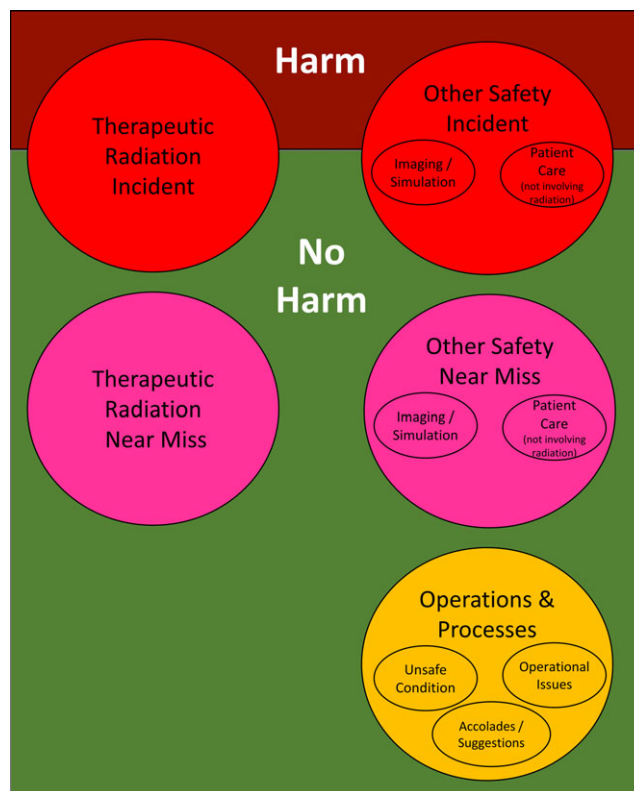 Harm
Therapeutic
Radiation
Incident
Other Safety
Incident
Imaging /
Simulation
Patient
Care
(not involving
radiation)
No
Harm
Therapeutic
Radiation
Near Miss
Other Safety
Near Miss
Imaging /
Simulation
Patient
Care
(not involving
radiation)
Operations &
Processes
Unsafe
Condition
Operational
Issues
Accolades /
Suggestions